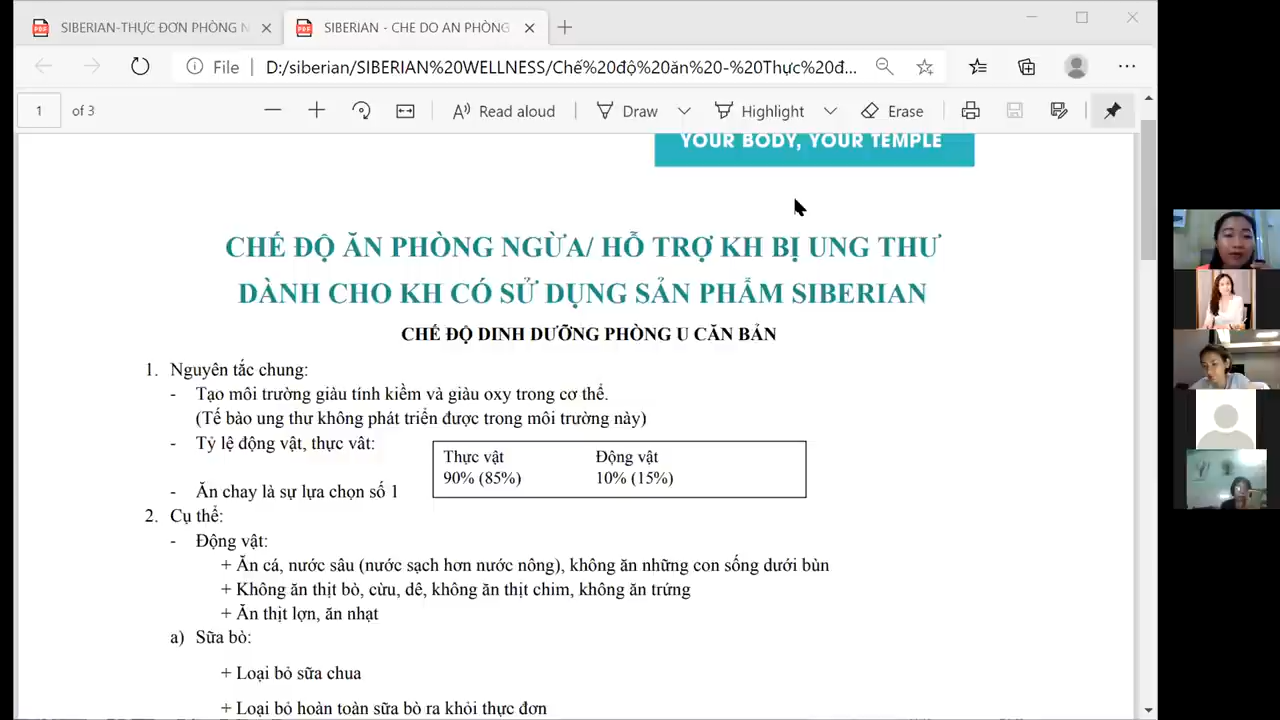 SIBERIAN-THỰC ĐƠN PHÒNG N
SIBERIAN - CHE DO AN PHÒNG
File D:/siberian/SIBERIAN%20WELLNESS/Chế%20độ%20ăn%20-%20Thực%20đ...
1 of 3 Read aloud Draw Highlight Erase
YOUR BODY, YOUR TEMPLE
CHẾ ĐỘ ĂN PHÒNG NGỪA/ HỖ TRỢ KH BỊ UNG THƯ
DÀNH CHO KH CÓ SỬ DỤNG SẢN PHẨM SIBERIAN
CHẾ ĐỘ DINH DƯỠNG PHÒNG U CĂN BẢN
1. Nguyên tắc chung:
- Tạo môi trường giàu tính kiềm và giàu oxy trong cơ thể.
(Tế bào ung thư không phát triển được trong môi trường này)
- Tỷ lệ động vật, thực vât:
Thực vật Động vật
90% (85%) 10% (15%)
- Ăn chay là sự lựa chọn số 1
2. Cụ thể:
- Động vật:
+ Ăn cá, nước sâu (nước sạch hơn nước nông), không ăn những con sống dưới bùn
+ Không ăn thịt bò, cừu, dê, không ăn thịt chim, không ăn trứng
+ Ăn thịt lợn, ăn nhạt
a) Sữa bò:
+ Loại bỏ sữa chua
+ Loại bỏ hoàn toàn sữa bò ra khỏi thực đơn